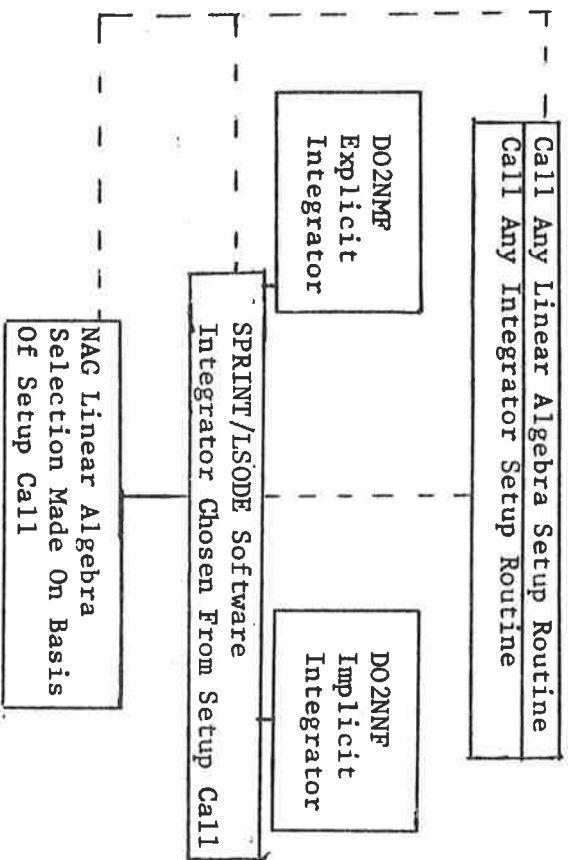 Call Any Linear Algebra Setup Routine
Call Any Integrator Setup Routine
DO2NMF
Explicit
Integrator
DO2NNF
Implicit
Integrator
SPRINT/LSODE Software
Integrator Chosen From Setup Call
NAG Linear Algebra
Selection Made On Basis
Of Setup Call